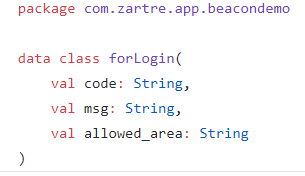 package com.zartre.app.beacondemo
data class forLogin(
    val code: String,
    val msg: String,
    val allowed_area: String
)